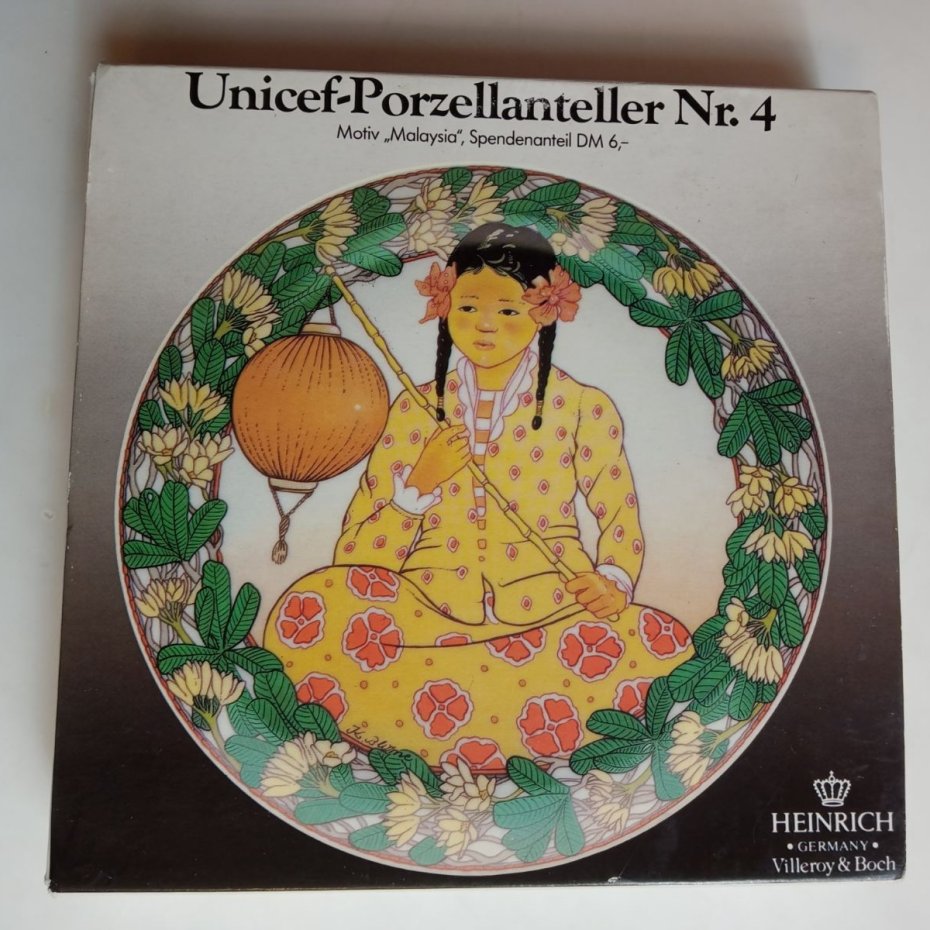 Unicef-Porzellanteller Nr. 4
Motiv „Malaysia“, Spendenanteil DM 6,–
HEINRICH
• GERMANY •
Villeroy & Boch